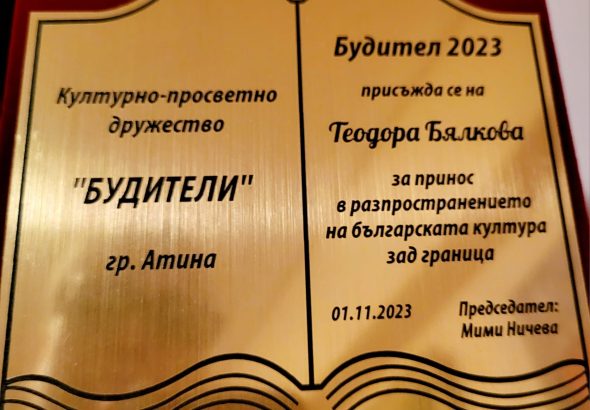 Културно-просветно
дружество
"БУДИТЕЛИ"
гр. Атина
Будител 2023
присъжда се на
Теодора Бялкова
за принос
в разпространението
на българската култура
зад граница
01.11.2023
Председател:
Мими Ничева